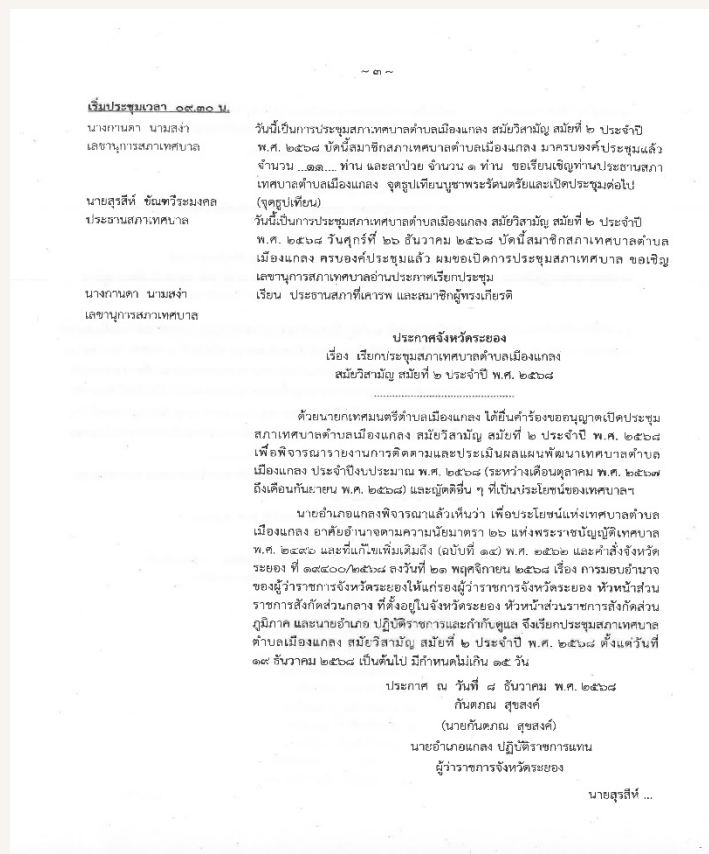 ~ ๓ ~
เริ่มประชุมเวลา ๐๙.๓๐ น.
นางกานดา นามสง่า วันนี้เป็นการประชุมสภาเทศบาลตำบลเมืองแกลง สมัยวิสามัญ สมัยที่ ๒ ประจำปี
เลขานุการสภาเทศบาล พ.ศ. ๒๕๖๘ บัดนี้สมาชิกสภาเทศบาลตำบลเมืองแกลง มาครบองค์ประชุมแล้ว
จำนวน ...๑๑.... ท่าน และลาป่วย จำนวน ๑ ท่าน ขอเรียนเชิญท่านประธานสภา
เทศบาลตำบลเมืองแกลง จุดธูปเทียนบูชาพระรัตนตรัยและเปิดประชุมต่อไป
นายสุรสีห์ ขัณฑวีระมงคล (จุดธูปเทียน)
ประธานสภาเทศบาล วันนี้เป็นการประชุมสภาเทศบาลตำบลเมืองแกลง สมัยวิสามัญ สมัยที่ ๒ ประจำปี
พ.ศ. ๒๕๖๘ วันศุกร์ที่ ๒๖ ธันวาคม ๒๕๖๘ บัดนี้สมาชิกสภาเทศบาลตำบล
เมืองแกลง ครบองค์ประชุมแล้ว ผมขอเปิดการประชุมสภาเทศบาล ขอเชิญ
เลขานุการสภาเทศบาลอ่านประกาศเรียกประชุม
นางกานดา นามสง่า เรียน ประธานสภาที่เคารพ และสมาชิกผู้ทรงเกียรติ
เลขานุการสภาเทศบาล
ประกาศจังหวัดระยอง
เรื่อง เรียกประชุมสภาเทศบาลตำบลเมืองแกลง
สมัยวิสามัญ สมัยที่ ๒ ประจำปี พ.ศ. ๒๕๖๘
..............................................
ด้วยนายกเทศมนตรีตำบลเมืองแกลง ได้ยื่นคำร้องขออนุญาตเปิดประชุม
สภาเทศบาลตำบลเมืองแกลง สมัยวิสามัญ สมัยที่ ๒ ประจำปี พ.ศ. ๒๕๖๘
เพื่อพิจารณารายงานการติดตามและประเมินผลแผนพัฒนาเทศบาลตำบล
เมืองแกลง ประจำปีงบประมาณ พ.ศ. ๒๕๖๘ (ระหว่างเดือนตุลาคม พ.ศ. ๒๕๖๗
ถึงเดือนกันยายน พ.ศ. ๒๕๖๘) และญัตติอื่น ๆ ที่เป็นประโยชน์ของเทศบาลฯ
นายอำเภอแกลงพิจารณาแล้วเห็นว่า เพื่อประโยชน์แห่งเทศบาลตำบล
เมืองแกลง อาศัยอำนาจตามความนัยมาตรา ๒๖ แห่งพระราชบัญญัติเทศบาล
พ.ศ. ๒๔๙๖ และที่แก้ไขเพิ่มเติมถึง (ฉบับที่ ๑๔) พ.ศ. ๒๕๖๒ และคำสั่งจังหวัด
ระยอง ที่ ๑๙๔๐๐/๒๕๖๘ ลงวันที่ ๒๑ พฤศจิกายน ๒๕๖๘ เรื่อง การมอบอำนาจ
ของผู้ว่าราชการจังหวัดระยองให้แก่รองผู้ว่าราชการจังหวัดระยอง หัวหน้าส่วน
ราชการสังกัดส่วนกลาง ที่ตั้งอยู่ในจังหวัดระยอง หัวหน้าส่วนราชการสังกัดส่วน
ภูมิภาค และนายอำเภอ ปฏิบัติราชการและกำกับดูแล จึงเรียกประชุมสภาเทศบาล
ตำบลเมืองแกลง สมัยวิสามัญ สมัยที่ ๒ ประจำปี พ.ศ. ๒๕๖๘ ตั้งแต่วันที่
๑๙ ธันวาคม ๒๕๖๘ เป็นต้นไป มีกำหนดไม่เกิน ๑๕ วัน
ประกาศ ณ วันที่ ๘ ธันวาคม พ.ศ. ๒๕๖๘
กันตภณ สุขสงค์
(นายกันตภณ สุขสงค์)
นายอำเภอแกลง ปฏิบัติราชการแทน
ผู้ว่าราชการจังหวัดระยอง
นายสุรสีห์ ...